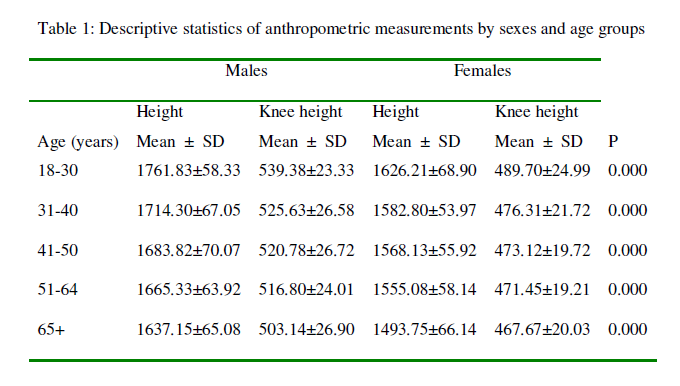 Table 1: Descriptive statistics of anthropometric measurements by sexes and age groups
Males Females
Height Knee height Height Knee height
Age (years) Mean ± SD Mean ± SD Mean ± SD Mean ± SD P
18-30 1761.83±58.33 539.38±23.33 1626.21±68.90 489.70±24.99 0.000
31-40 1714.30±67.05 525.63±26.58 1582.80±53.97 476.31±21.72 0.000
41-50 1683.82±70.07 520.78±26.72 1568.13±55.92 473.12±19.72 0.000
51-64 1665.33±63.92 516.80±24.01 1555.08±58.14 471.45±19.21 0.000
65+ 1637.15±65.08 503.14±26.90 1493.75±66.14 467.67±20.03 0.000